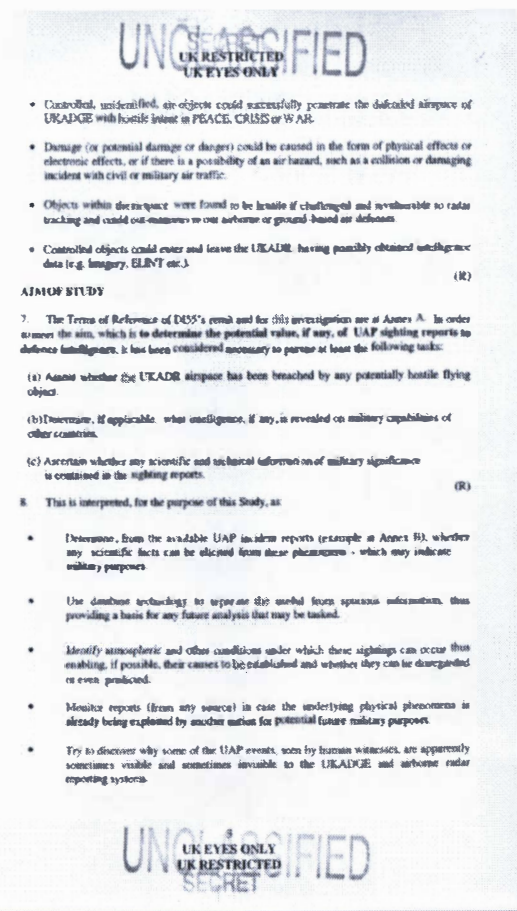 UNCLASSIFIED
SECRET
UK RESTRICTED
UK EYES ONLY
• Controlled, unidentified, air-objects could successfully penetrate the defended airspace of
UKADGE with hostile intent in PEACE, CRISIS or WAR.
• Damage (or potential damage or danger) could be caused in the form of physical effects or
electronic effects, or if there is a possibility of an air hazard, such as a collision or damaging
incident with civil or military air traffic.
• Objects within the airspace were found to be hostile if challenged and invulnerable to radar
tracking and could out-manoeuvre our airborne or ground-based air defences.
• Controlled objects could enter and leave the UKADR, having possibly obtained intelligence
data (e.g. Imagery, ELINT etc.).
(R)
AIM OF STUDY
7. The Terms of Reference of DI55's remit and for this investigation are at Annex A. In order
to meet the aim, which is to determine the potential value, if any, of UAP sighting reports to
defence intelligence, it has been considered necessary to pursue at least the following tasks:
(a) Assess whether the UKADR airspace has been breached by any potentially hostile flying
object.
(b) Determine, if applicable, what intelligence, if any, is revealed on military capabilities of
other countries.
(c) Ascertain whether any scientific and technical information of military significance
is contained in the sighting reports.
(R)
8. This is interpreted, for the purpose of this Study, as:
• Determine, from the available UAP incident reports (example at Annex B), whether
any scientific facts can be elicited from these phenomena - which may indicate
military purposes.
• Use database technology to separate the useful from spurious information, thus
providing a basis for any future analysis that may be tasked.
• Identify atmospheric and other conditions under which these sightings can occur thus
enabling, if possible, their causes to be established and whether they can be disregarded
or even predicted.
• Monitor reports (from any source) in case the underlying physical phenomena is
already being exploited by another nation for potential future military purposes.
• Try to discover why some of the UAP events, seen by human witnesses, are apparently
sometimes visible and sometimes invisible to the UKADGE and airborne radar
reporting systems.
UNCLASSIFIED
UK EYES ONLY
UK RESTRICTED
SECRET